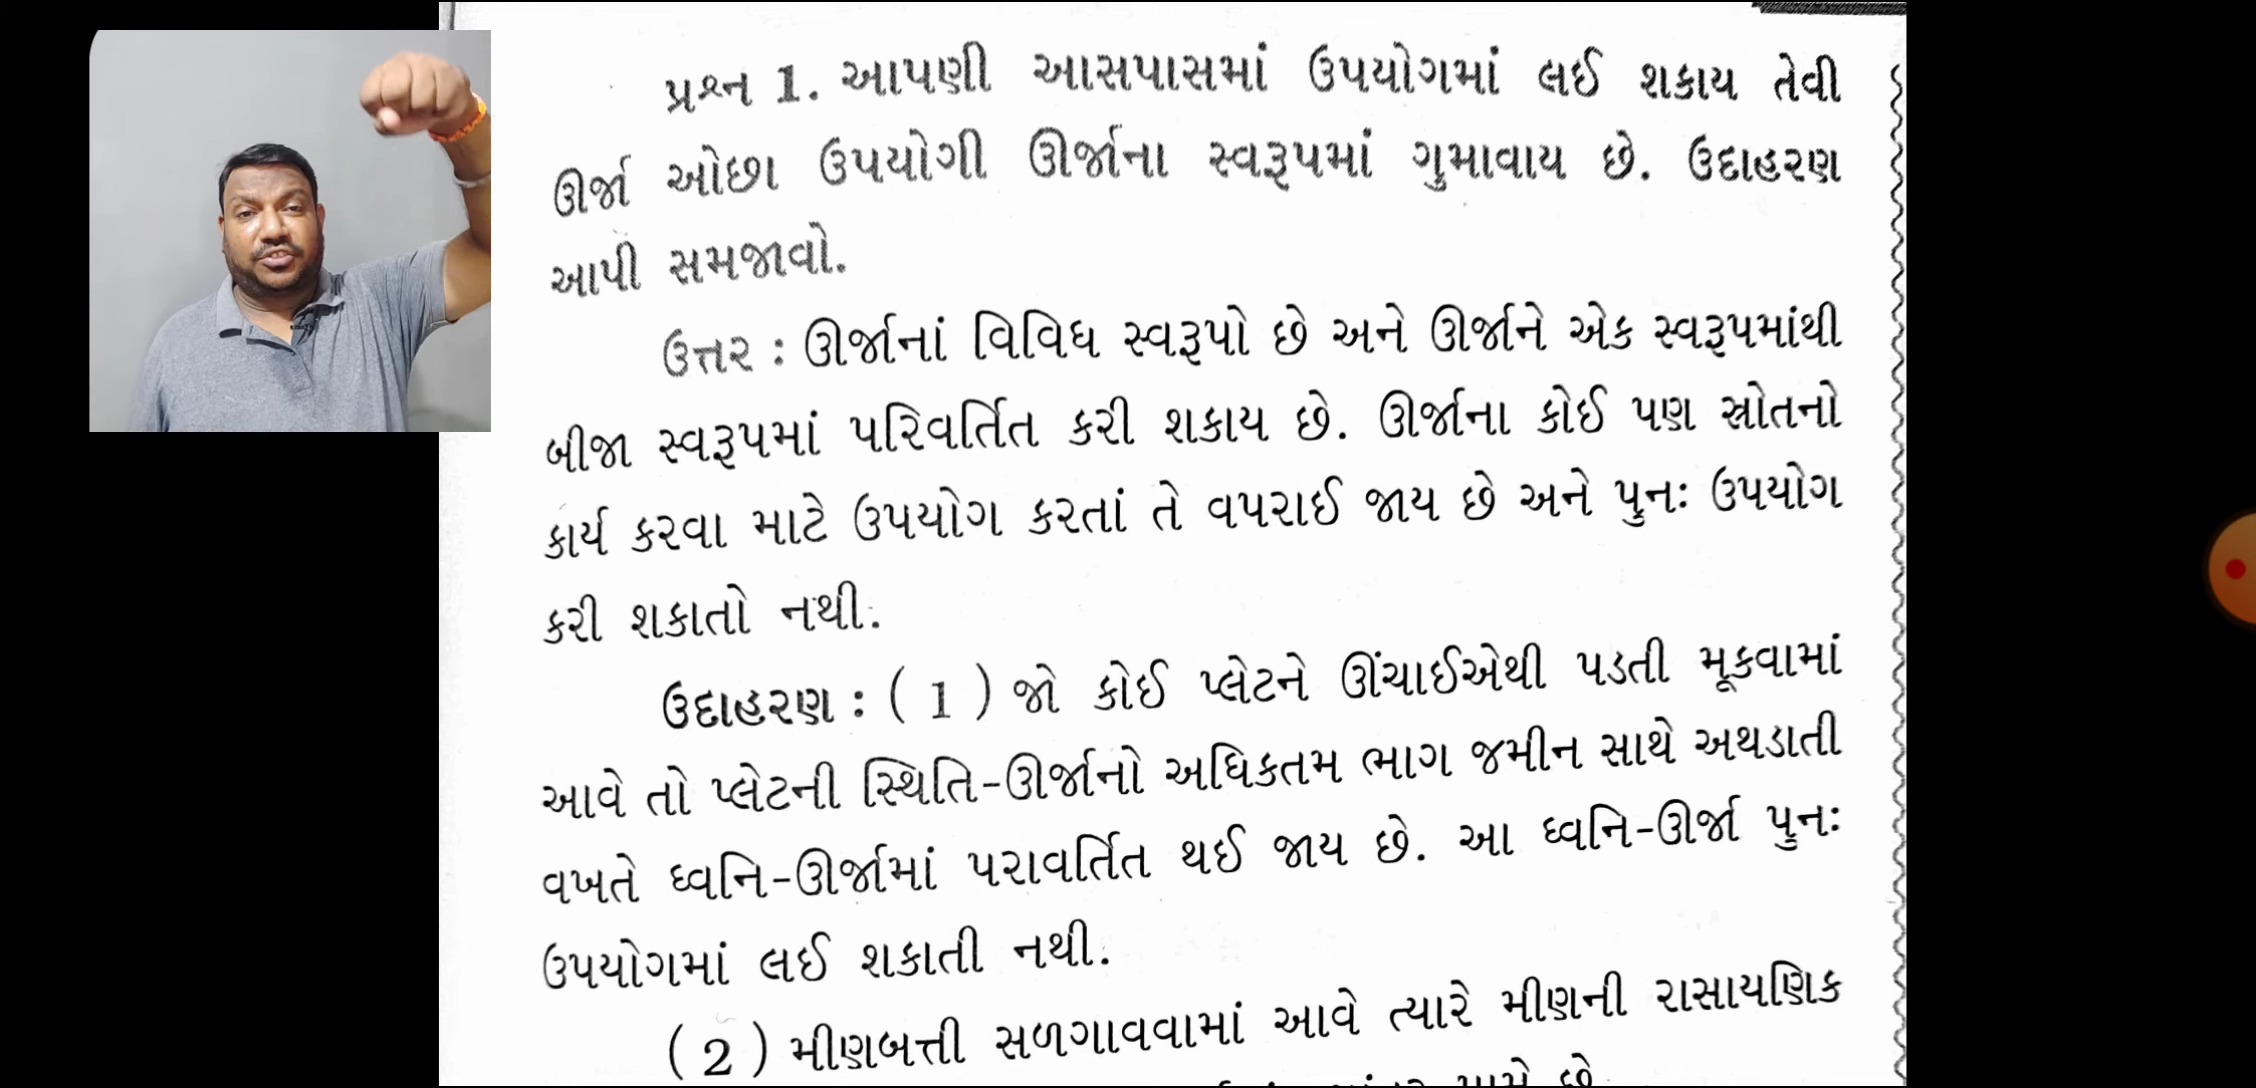 પ્રશ્ન 1. આપણી આસપાસમાં ઉપયોગમાં લઈ શકાય તેવી
ઊર્જા ઓછા ઉપયોગી ઊર્જાના સ્વરૂપમાં ગુમાવાય છે. ઉદાહરણ
આપી સમજાવો.
ઉત્તર : ઊર્જાનાં વિવિધ સ્વરૂપો છે અને ઊર્જાને એક સ્વરૂપમાંથી
બીજા સ્વરૂપમાં પરિવર્તિત કરી શકાય છે. ઊર્જાના કોઈ પણ સ્રોતનો
કાર્ય કરવા માટે ઉપયોગ કરતાં તે વપરાઈ જાય છે અને પુનઃ ઉપયોગ
કરી શકાતો નથી.
ઉદાહરણ : ( 1 ) જો કોઈ પ્લેટને ઊંચાઈએથી પડતી મૂકવામાં
આવે તો પ્લેટની સ્થિતિ-ઊર્જાનો અધિકતમ ભાગ જમીન સાથે અથડાતી
વખતે ધ્વનિ-ઊર્જામાં પરાવર્તિત થઈ જાય છે. આ ધ્વનિ-ઊર્જા પુનઃ
ઉપયોગમાં લઈ શકાતી નથી.
( 2 ) મીણબત્તી સળગાવવામાં આવે ત્યારે મીણની રાસાયણિક
પામે છે.